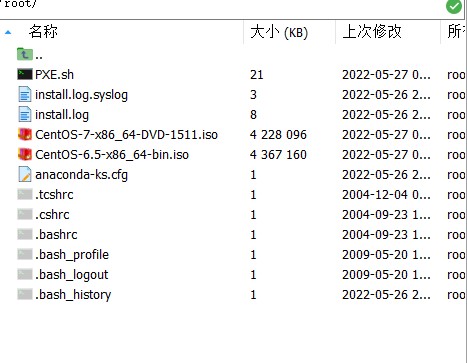 /root/
名称 大小 (KB) 上次修改 所有
..
PXE.sh 21 2022-05-27 0... roo
install.log.syslog 3 2022-05-26 2... roo
install.log 8 2022-05-26 2... roo
CentOS-7-x86_64-DVD-1511.iso 4 228 096 2022-05-27 0... roo
CentOS-6.5-x86_64-bin.iso 4 367 160 2022-05-27 0... roo
anaconda-ks.cfg 1 2022-05-26 2... roo
.tcshrc 1 2004-12-04 0... roo
.cshrc 1 2004-09-23 1... roo
.bashrc 1 2004-09-23 1... roo
.bash_profile 1 2009-05-20 1... roo
.bash_logout 1 2009-05-20 1... roo
.bash_history 1 2022-05-26 2... roo